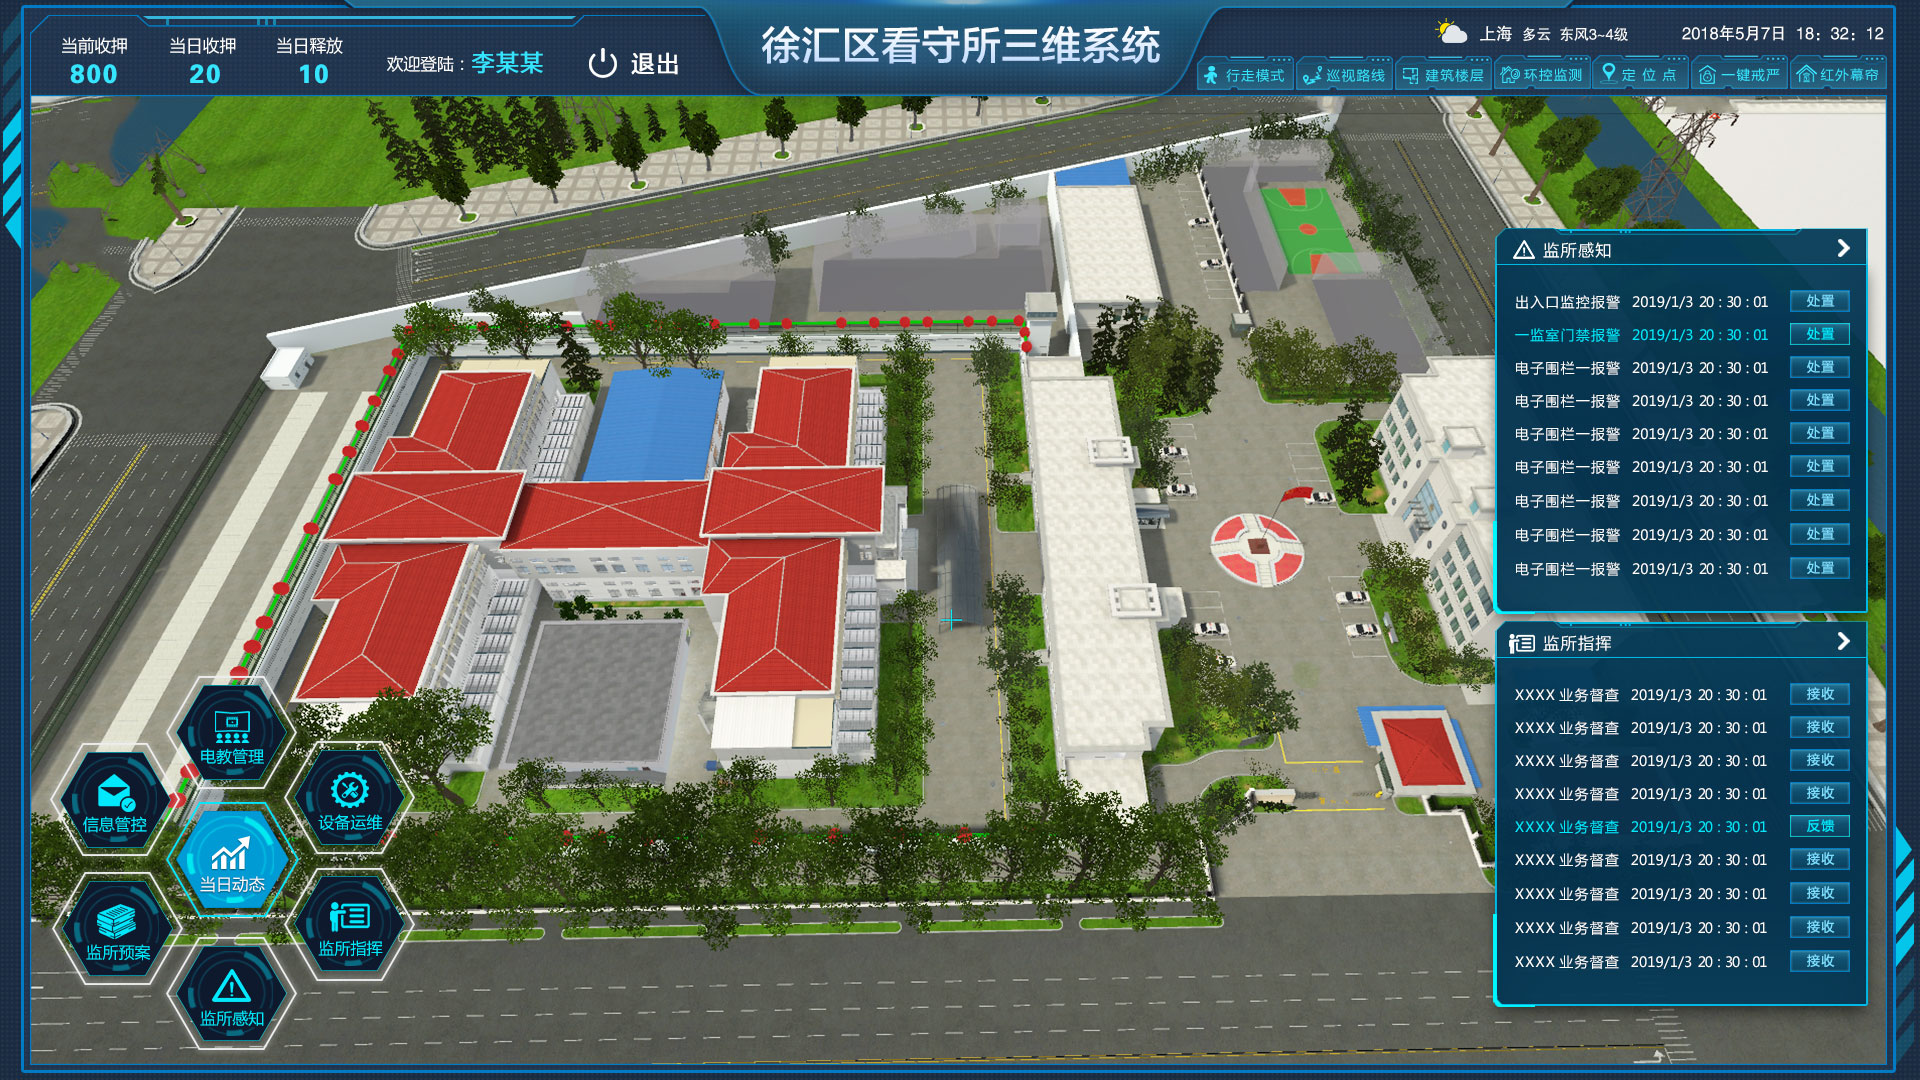 当前收押 当日收押 当日释放
800 20 10
欢迎登陆：李某某
退出
徐汇区看守所三维系统
上海 多云 东风3~4级 2018年5月7日 18：32：12
行走模式 巡视路线 建筑楼层 环控监测 定位点 一键戒严 红外幕帘
监所感知
出入口监控报警 2019/1/3 20：30：01 处置
一监室门禁报警 2019/1/3 20：30：01 处置
电子围栏一报警 2019/1/3 20：30：01 处置
电子围栏一报警 2019/1/3 20：30：01 处置
电子围栏一报警 2019/1/3 20：30：01 处置
电子围栏一报警 2019/1/3 20：30：01 处置
电子围栏一报警 2019/1/3 20：30：01 处置
电子围栏一报警 2019/1/3 20：30：01 处置
电子围栏一报警 2019/1/3 20：30：01 处置
监所指挥
XXXX 业务督查 2019/1/3 20：30：01 接收
XXXX 业务督查 2019/1/3 20：30：01 接收
XXXX 业务督查 2019/1/3 20：30：01 接收
XXXX 业务督查 2019/1/3 20：30：01 接收
XXXX 业务督查 2019/1/3 20：30：01 反馈
XXXX 业务督查 2019/1/3 20：30：01 接收
XXXX 业务督查 2019/1/3 20：30：01 接收
XXXX 业务督查 2019/1/3 20：30：01 接收
XXXX 业务督查 2019/1/3 20：30：01 接收
电教管理
信息管控
设备运维
当日动态
监所预案
监所指挥
监所感知